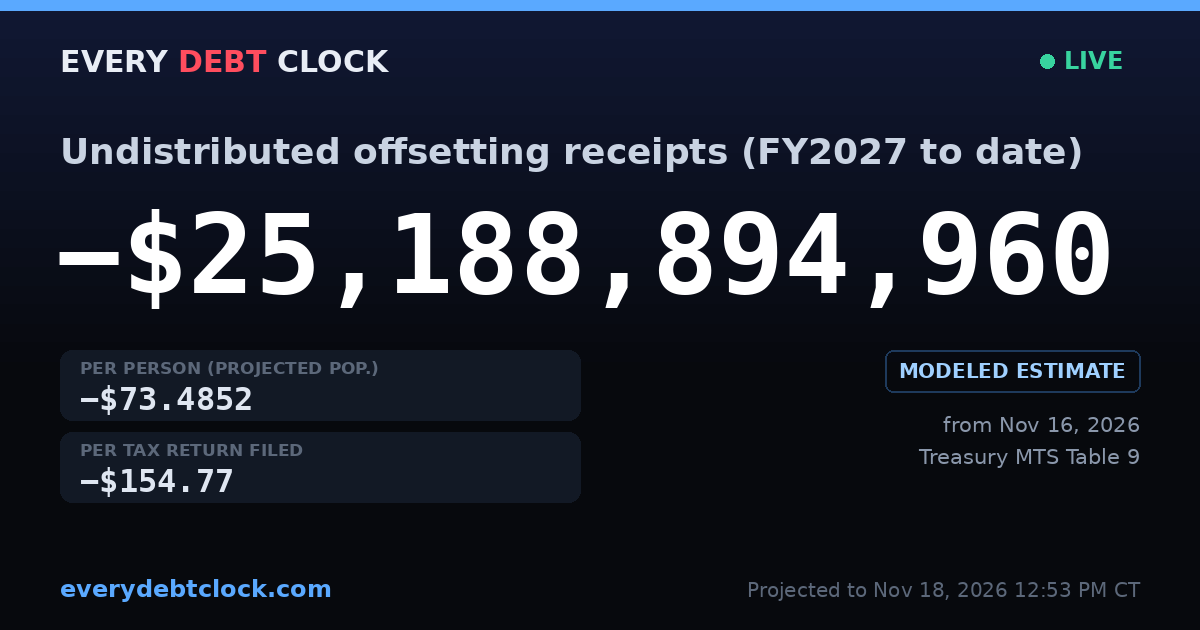 EVERY DEBT CLOCK
LIVE
Undistributed offsetting receipts (FY2027 to date)
−$25,188,894,960
PER PERSON (PROJECTED POP.)
−$73.4852
PER TAX RETURN FILED
−$154.77
MODELED ESTIMATE
from Nov 16, 2026
Treasury MTS Table 9
everydebtclock.com
Projected to Nov 18, 2026 12:53 PM CT